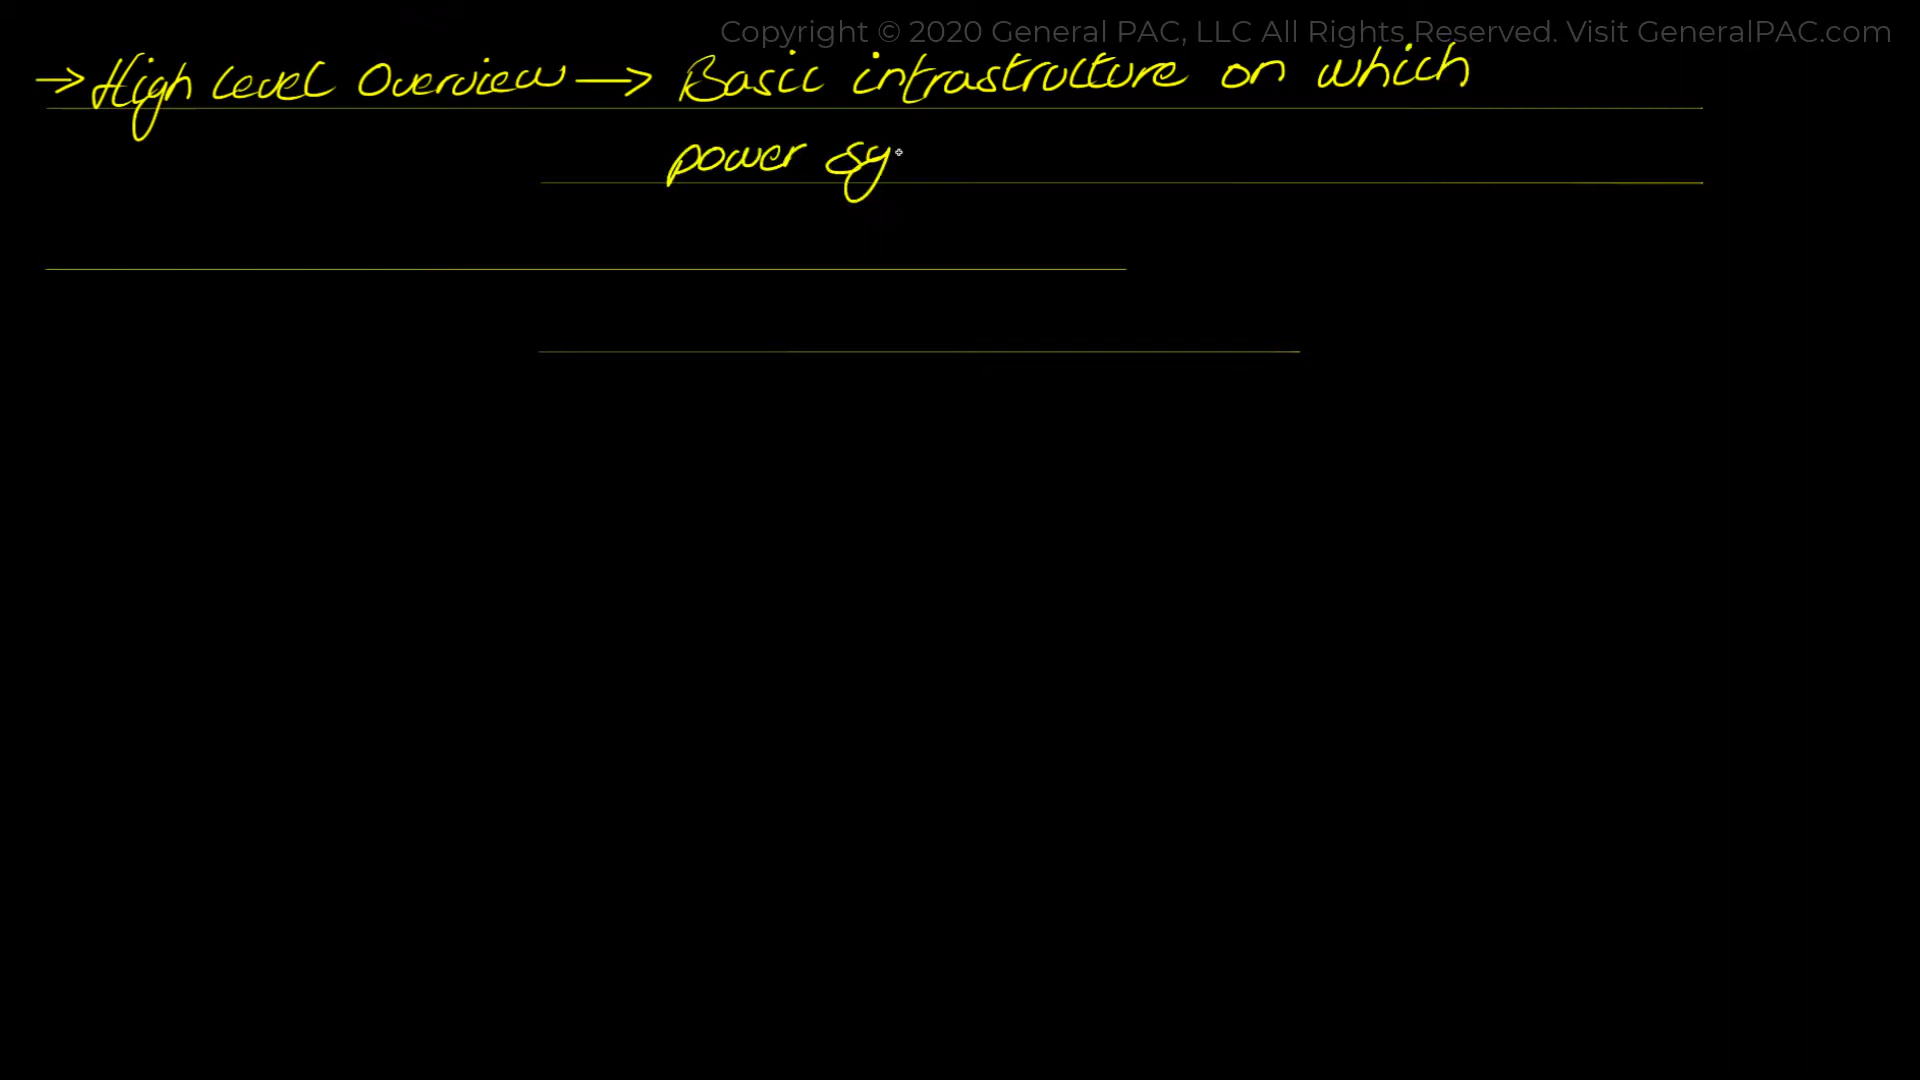 Copyright © 2020 General PAC, LLC All Rights Reserved. Visit GeneralPAC.com
→ High Level Overview → Basic infrastructure on which
power sy